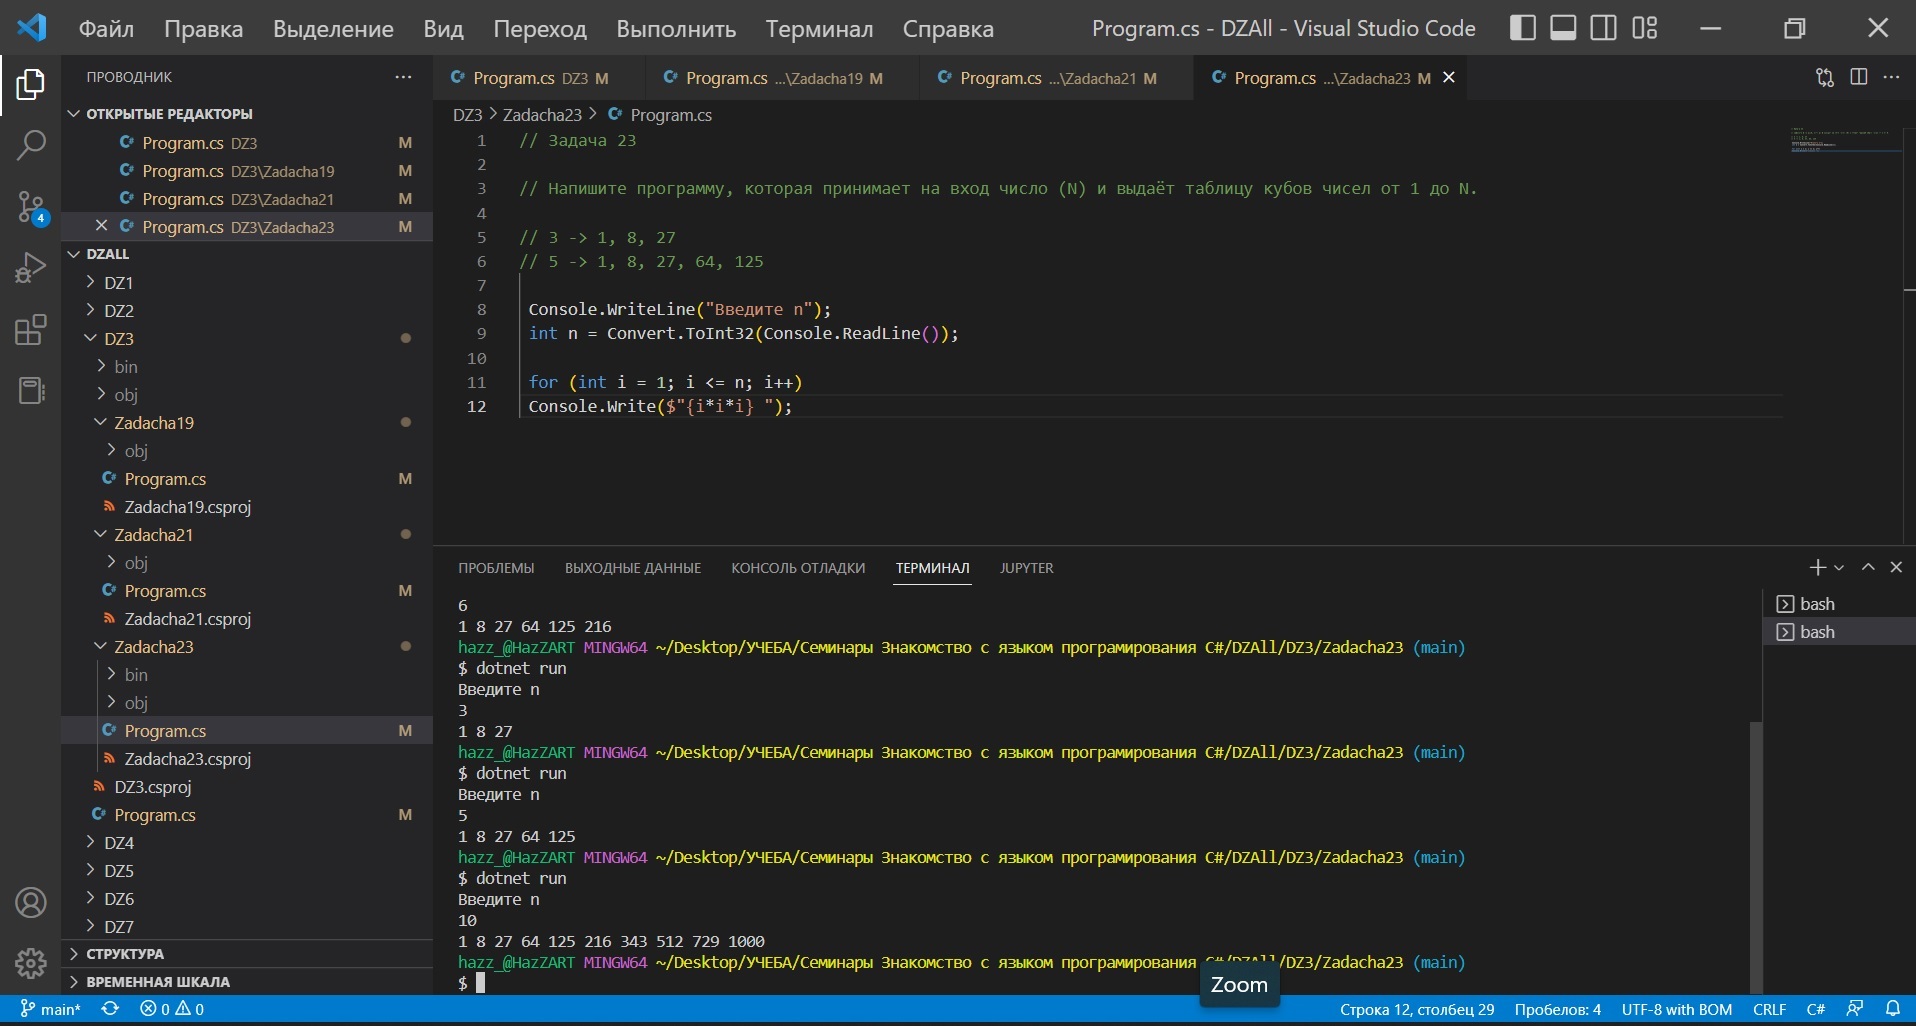 Файл Правка Выделение Вид Переход Выполнить Терминал Справка Program.cs - DZAll - Visual Studio Code
ПРОВОДНИК
ОТКРЫТЫЕ РЕДАКТОРЫ
Program.cs DZ3 M
Program.cs DZ3\Zadacha19 M
Program.cs DZ3\Zadacha21 M
Program.cs DZ3\Zadacha23 M
DZALL
DZ1
DZ2
DZ3
bin
obj
Zadacha19
obj
Program.cs M
Zadacha19.csproj
Zadacha21
obj
Program.cs M
Zadacha21.csproj
Zadacha23
bin
obj
Program.cs M
Zadacha23.csproj
DZ3.csproj
Program.cs M
DZ4
DZ5
DZ6
DZ7
СТРУКТУРА
ВРЕМЕННАЯ ШКАЛА
4
Program.cs DZ3 M Program.cs ...\Zadacha19 M Program.cs ...\Zadacha21 M Program.cs ...\Zadacha23 M
DZ3 > Zadacha23 > Program.cs
1 // Задача 23
2
3 // Напишите программу, которая принимает на вход число (N) и выдаёт таблицу кубов чисел от 1 до N.
4
5 // 3 -> 1, 8, 27
6 // 5 -> 1, 8, 27, 64, 125
7
8 Console.WriteLine("Введите n");
9 int n = Convert.ToInt32(Console.ReadLine());
10
11 for (int i = 1; i <= n; i++)
12 Console.Write($"{i*i*i} ");
ПРОБЛЕМЫ ВЫХОДНЫЕ ДАННЫЕ КОНСОЛЬ ОТЛАДКИ ТЕРМИНАЛ JUPYTER
6
1 8 27 64 125 216
hazz_@HazZART MINGW64 ~/Desktop/УЧЕБА/Семинары Знакомство с языком програмирования C#/DZAll/DZ3/Zadacha23 (main)
$ dotnet run
Введите n
3
1 8 27
hazz_@HazZART MINGW64 ~/Desktop/УЧЕБА/Семинары Знакомство с языком програмирования C#/DZAll/DZ3/Zadacha23 (main)
$ dotnet run
Введите n
5
1 8 27 64 125
hazz_@HazZART MINGW64 ~/Desktop/УЧЕБА/Семинары Знакомство с языком програмирования C#/DZAll/DZ3/Zadacha23 (main)
$ dotnet run
Введите n
10
1 8 27 64 125 216 343 512 729 1000
hazz_@HazZART MINGW64 ~/Desktop/УЧЕБА/Семинары Знакомство с языком програмирования C#/DZAll/DZ3/Zadacha23 (main)
$
bash
bash
Zoom
main* 0 0 Строка 12, столбец 29 Пробелов: 4 UTF-8 with BOM CRLF C#